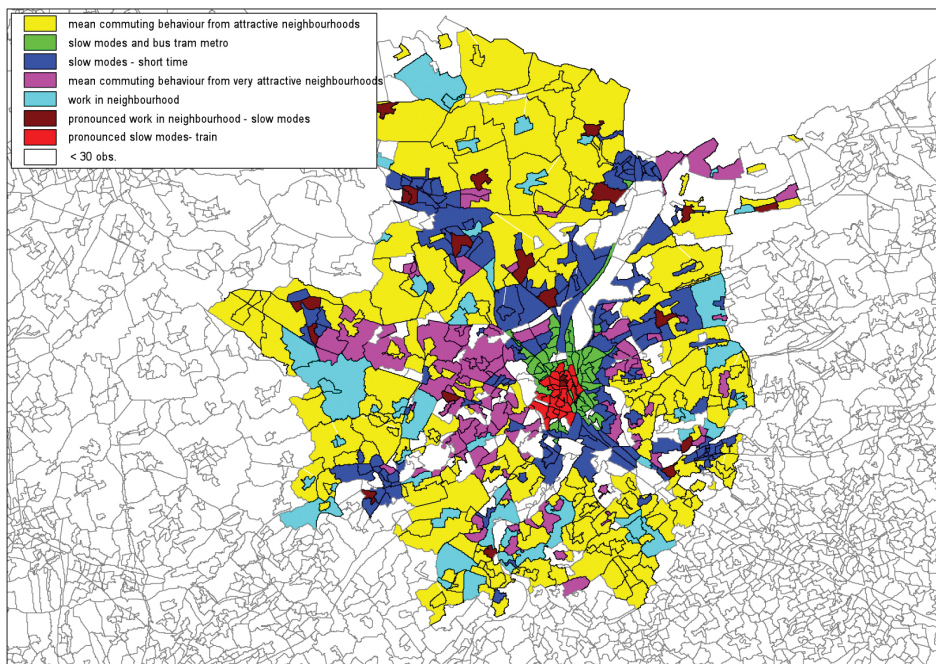 mean commuting behaviour from attractive neighbourhoods
slow modes and bus tram metro
slow modes - short time
mean commuting behaviour from very attractive neighbourhoods
work in neighbourhood
pronounced work in neighbourhood - slow modes
pronounced slow modes- train
< 30 obs.